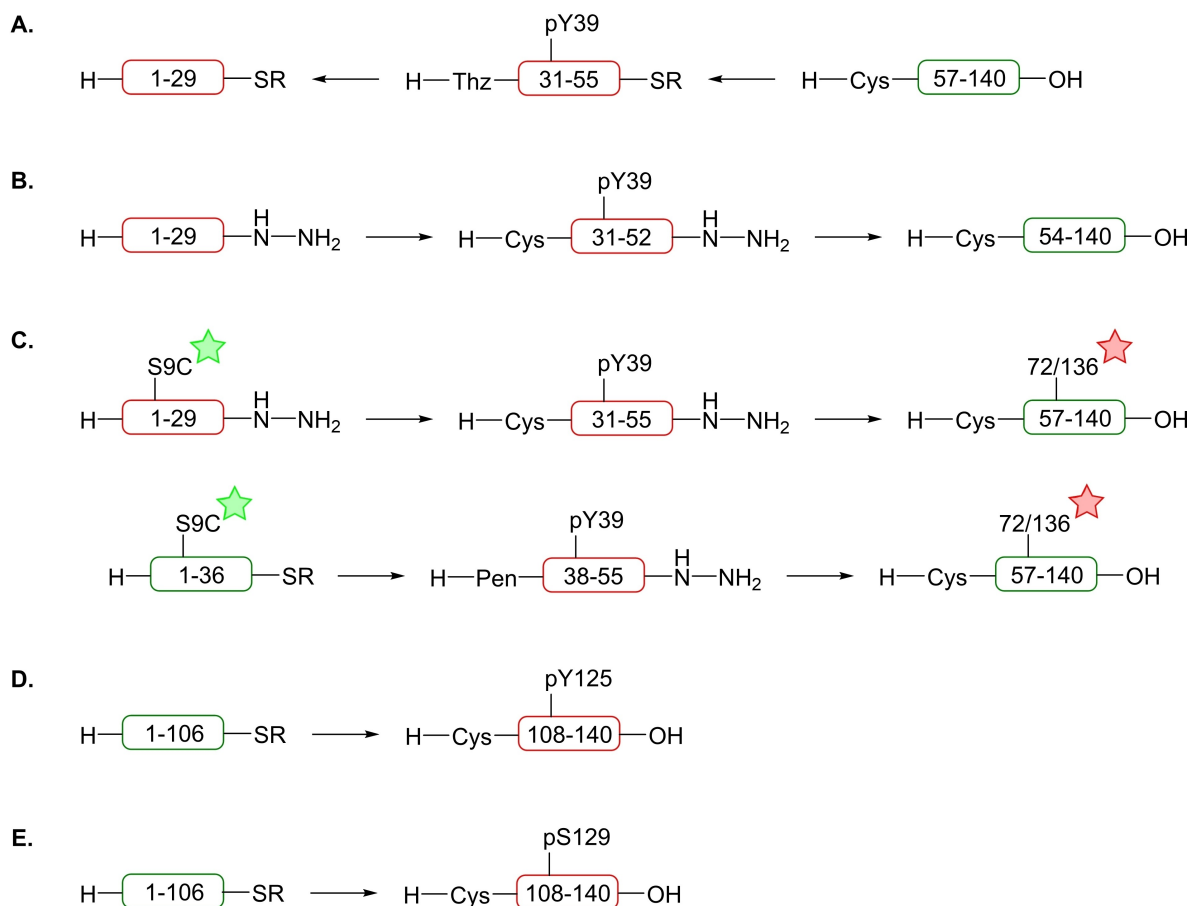 A.
pY39
H 1-29 SR H Thz 31-55 SR H Cys 57-140 OH
B.
pY39
H 1-29 H N NH2 H Cys 31-52 H N NH2 H Cys 54-140 OH
C.
S9C pY39 72/136
H 1-29 H N NH2 H Cys 31-55 H N NH2 H Cys 57-140 OH
S9C pY39 72/136
H 1-36 SR H Pen 38-55 H N NH2 H Cys 57-140 OH
D.
pY125
H 1-106 SR H Cys 108-140 OH
E.
pS129
H 1-106 SR H Cys 108-140 OH